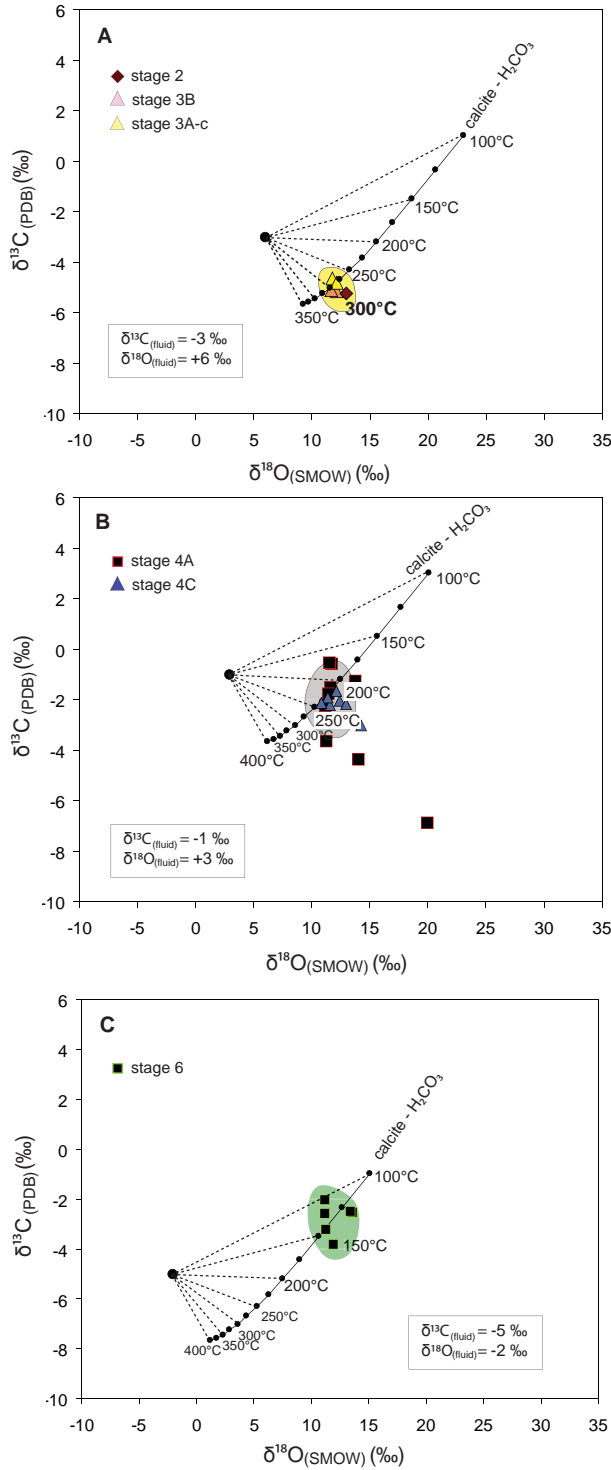 A
stage 2
stage 3B
stage 3A-c
calcite - H₂CO₃
100°C
150°C
200°C
250°C
300°C
350°C
δ¹³C(fluid)= -3 ‰
δ¹⁸O(fluid)= +6 ‰
δ¹³C(PDB) (‰)
6
4
2
0
-2
-4
-6
-8
-10
-10
-5
0
5
10
15
20
25
30
35
δ¹⁸O(SMOW) (‰)
B
stage 4A
stage 4C
calcite - H₂CO₃
100°C
150°C
200°C
250°C
300°C
350°C
400°C
δ¹³C(fluid)= -1 ‰
δ¹⁸O(fluid)= +3 ‰
δ¹³C(PDB) (‰)
6
4
2
0
-2
-4
-6
-8
-10
-10
-5
0
5
10
15
20
25
30
35
δ¹⁸O(SMOW) (‰)
C
stage 6
calcite - H₂CO₃
100°C
150°C
200°C
250°C
300°C
350°C
400°C
δ¹³C(fluid)= -5 ‰
δ¹⁸O(fluid)= -2 ‰
δ¹³C(PDB) (‰)
6
4
2
0
-2
-4
-6
-8
-10
-10
-5
0
5
10
15
20
25
30
35
δ¹⁸O(SMOW) (‰)